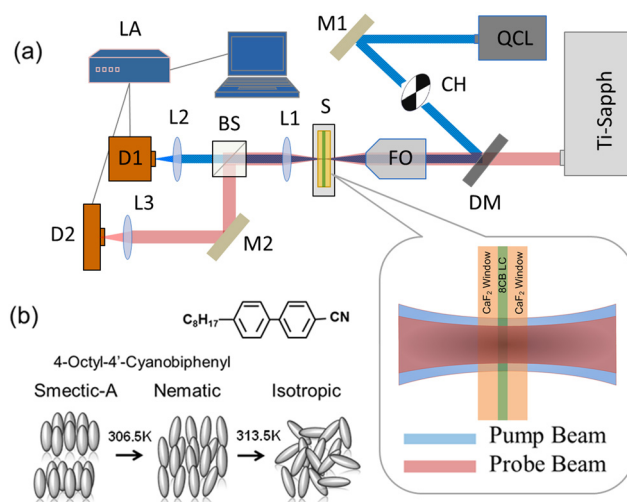 (a)
LA
M1
QCL
CH
Ti-Sapph
L2
BS
L1
S
D1
FO
DM
L3
D2
M2
CaF₂ Window
8CB LC
CaF₂ Window
Pump Beam
Probe Beam
(b)
C₈H₁₇
CN
4-Octyl-4'-Cyanobiphenyl
Smectic-A
Nematic
Isotropic
306.5K
313.5K